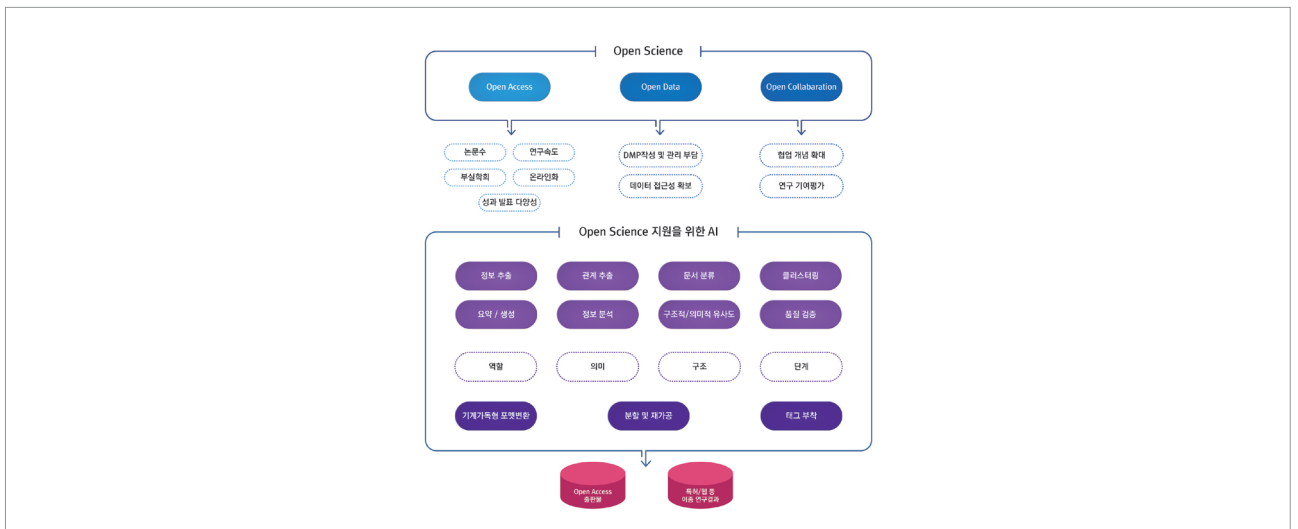 Open Science
Open Access
Open Data
Open Collabaration
논문수
연구속도
DMP작성 및 관리 부담
협업 개념 확대
부실학회
온라인화
데이터 접근성 확보
연구 기여평가
성과 발표 다양성
Open Science 지원을 위한 AI
정보 추출
관계 추출
문서 분류
클러스터링
요약 / 생성
정보 분석
구조적/의미적 유사도
품질 검증
역할
의미
구조
단계
기계가독형 포맷변환
분할 및 재가공
태그 부착
Open Access
출판물
특허/웹 등
이종 연구결과